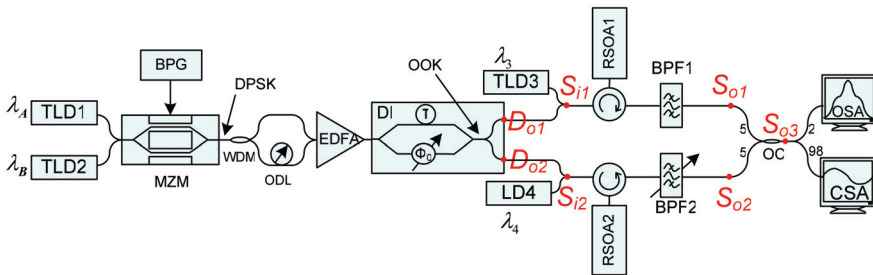 BPG
DPSK
λA
TLD1
λB
TLD2
MZM
WDM
ODL
EDFA
DI
T
Φ0
OOK
λ3
TLD3
Do1
Do2
LD4
λ4
Si1
Si2
RSOA1
RSOA2
BPF1
BPF2
So1
So2
5
5
So3
OC
2
98
OSA
CSA